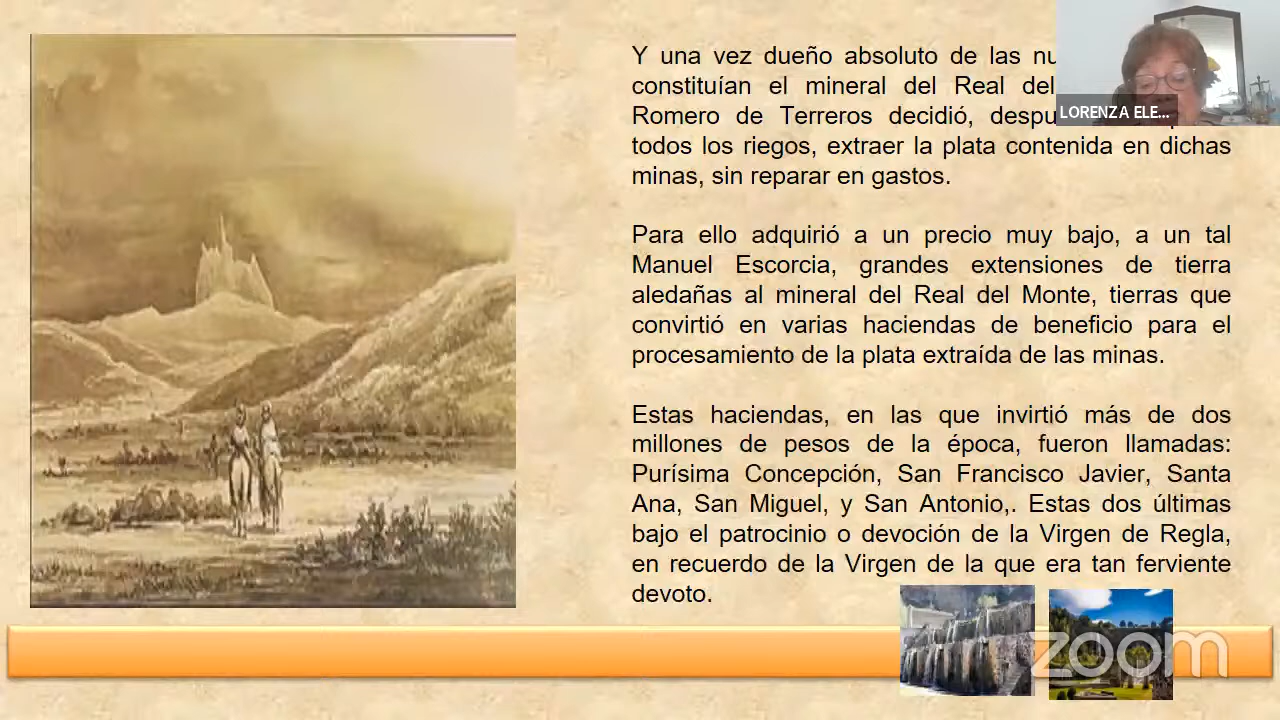 Y una vez dueño absoluto de las
constituían el mineral del Real del
Romero de Terreros decidió,
todos los riegos, extraer la plata contenida en dichas
minas, sin reparar en gastos.
Para ello adquirió a un precio muy bajo, a un tal
Manuel Escorcia, grandes extensiones de tierra
aledañas al mineral del Real del Monte, tierras que
convirtió en varias haciendas de beneficio para el
procesamiento de la plata extraída de las minas.
Estas haciendas, en las que invirtió más de dos
millones de pesos de la época, fueron llamadas:
Purísima Concepción, San Francisco Javier, Santa
Ana, San Miguel, y San Antonio,. Estas dos últimas
bajo el patrocinio o devoción de la Virgen de Regla,
en recuerdo de la Virgen de la que era tan ferviente
devoto.
LORENZA ELE...
zoom